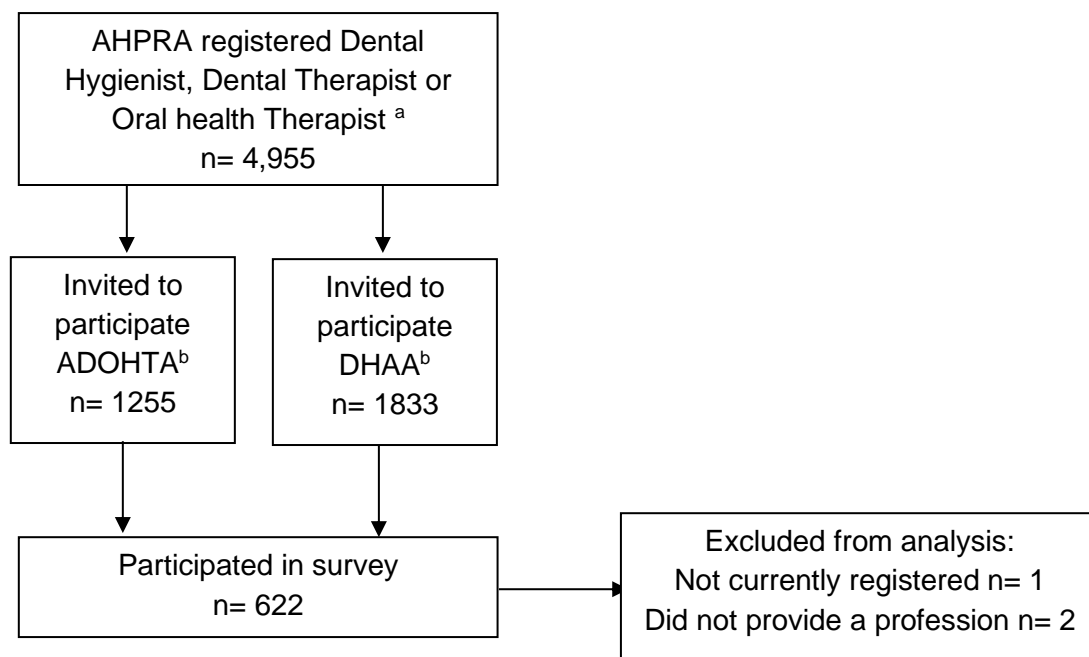 AHPRA registered Dental
Hygienist, Dental Therapist or
Oral health Therapist ᵃ
n= 4,955
Invited to
participate
ADOHTAᵇ
n= 1255
Invited to
participate
DHAAᵇ
n= 1833
Participated in survey
n= 622
Excluded from analysis:
Not currently registered n= 1
Did not provide a profession n= 2